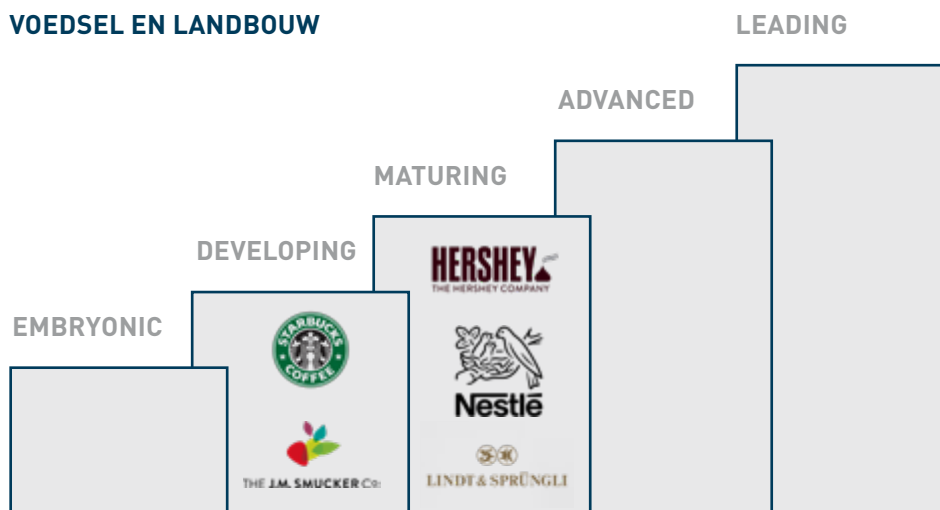 VOEDSEL EN LANDBOUW
LEADING
ADVANCED
MATURING
DEVELOPING
EMBRYONIC
HERSHEY
THE HERSHEY COMPANY
STARBUCKS
COFFEE
Nestlé
THE J.M. SMUCKER Co.
LINDT & SPRÜNGLI